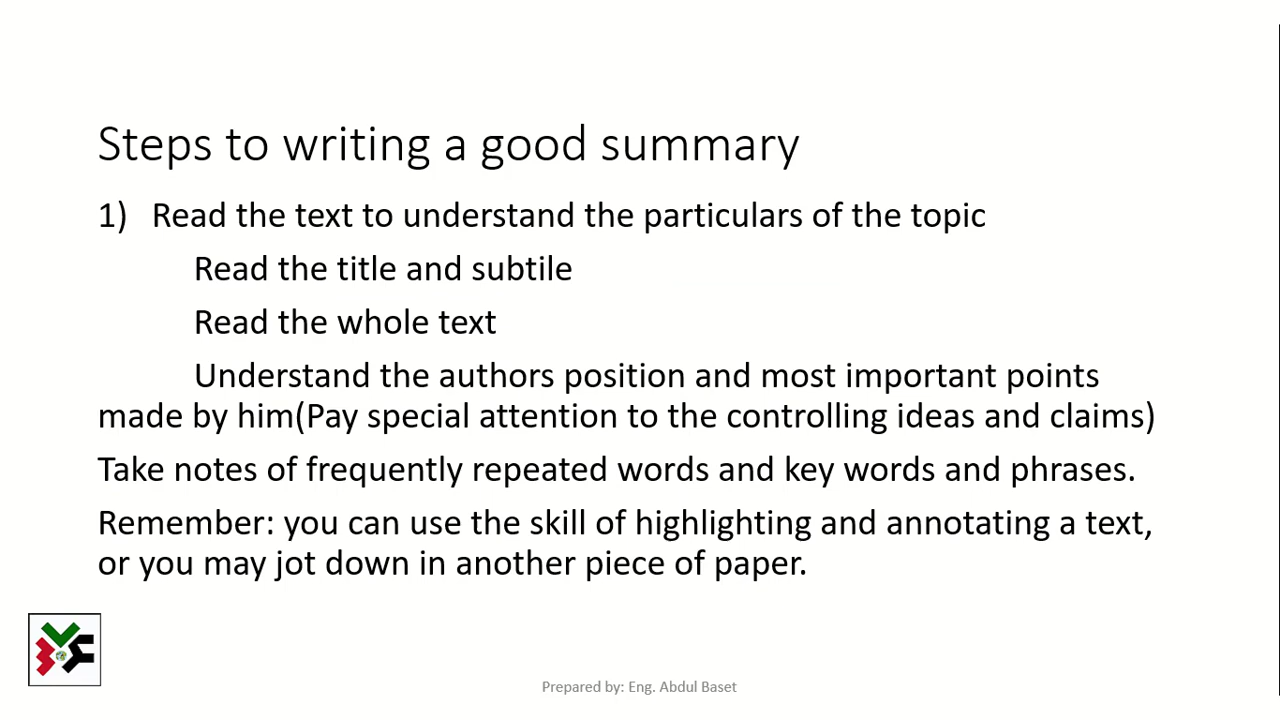 Steps to writing a good summary
1) Read the text to understand the particulars of the topic
Read the title and subtile
Read the whole text
Understand the authors position and most important points
made by him(Pay special attention to the controlling ideas and claims)
Take notes of frequently repeated words and key words and phrases.
Remember: you can use the skill of highlighting and annotating a text,
or you may jot down in another piece of paper.
Prepared by: Eng. Abdul Baset